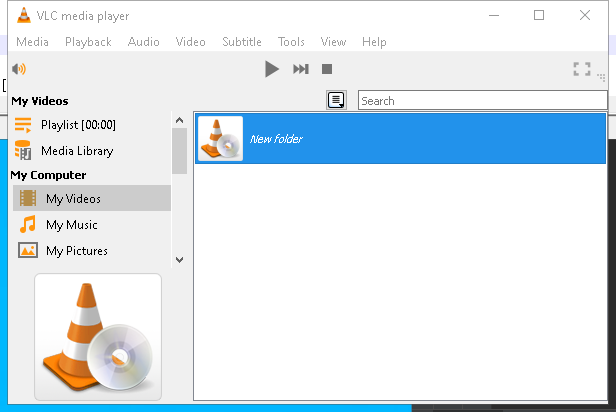 VLC media player
Media Playback Audio Video Subtitle Tools View Help
My Videos
Search
Playlist [00:00]
Media Library
My Computer
My Videos
My Music
My Pictures
New folder